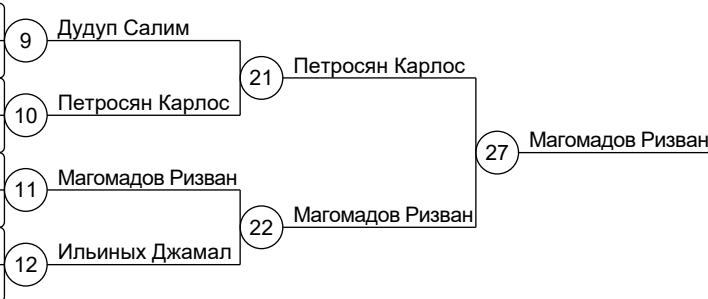 9 Дудуп Салим
21 Петросян Карлос
10 Петросян Карлос
27 Магомадов Ризван
11 Магомадов Ризван
22 Магомадов Ризван
12 Ильиных Джамал